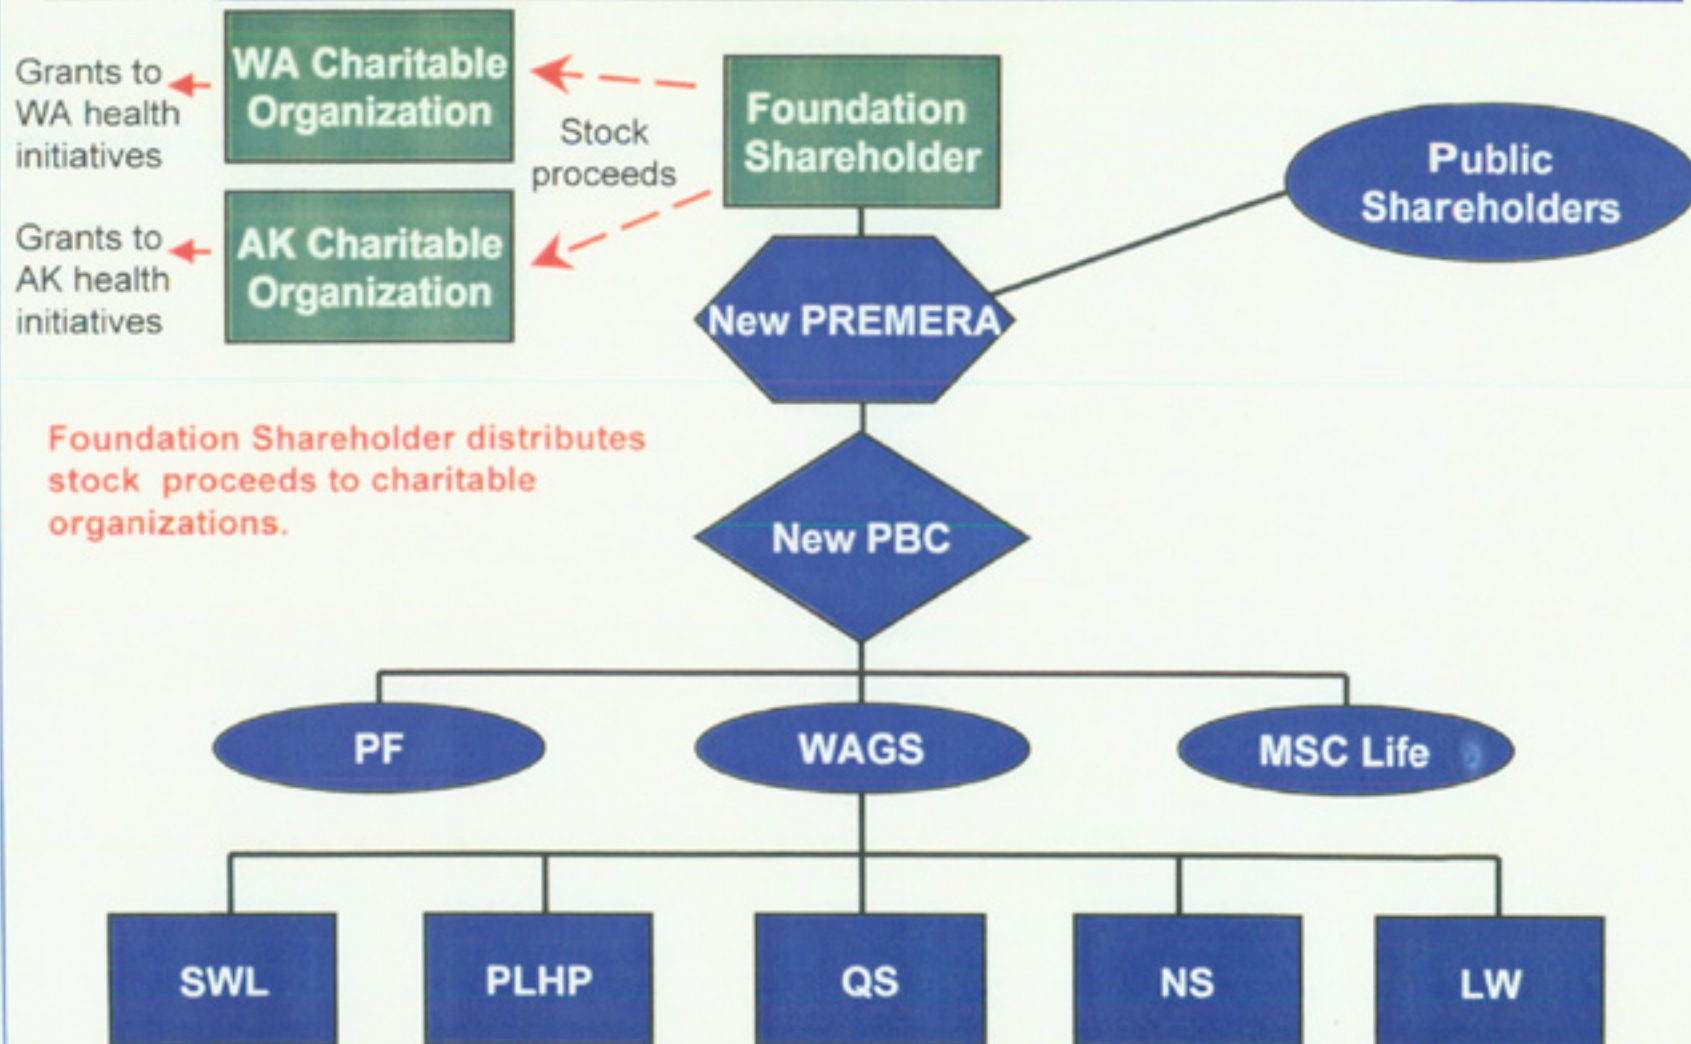 Grants to
WA health
initiatives
WA Charitable
Organization
Stock
proceeds
Foundation
Shareholder
Public
Shareholders
Grants to
AK health
initiatives
AK Charitable
Organization
New PREMERA
Foundation Shareholder distributes
stock proceeds to charitable
organizations.
New PBC
PF
WAGS
MSC Life
SWL
PLHP
QS
NS
LW